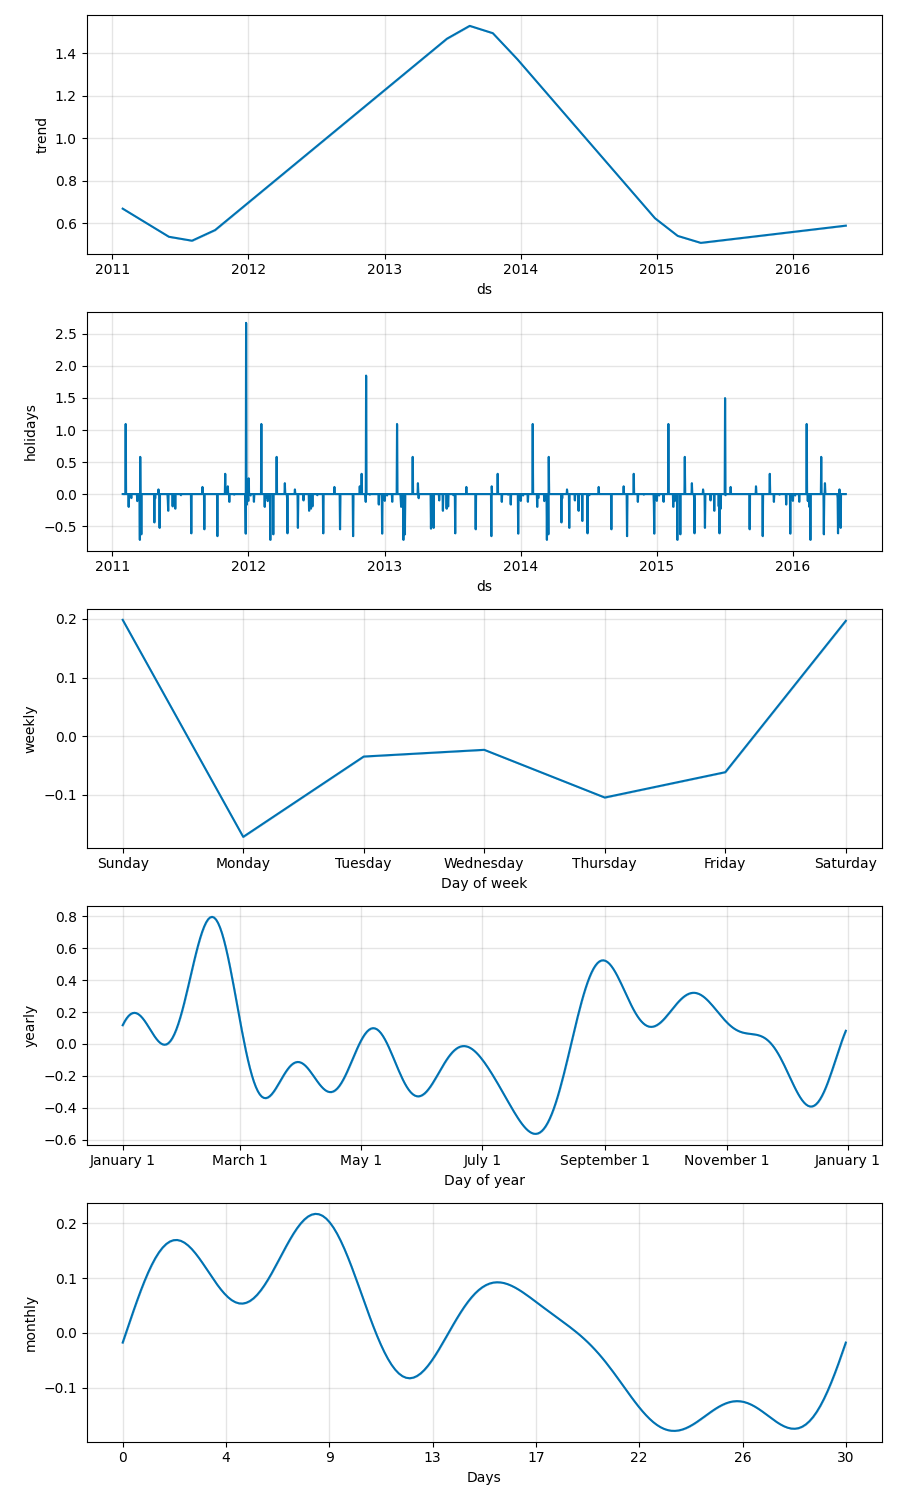 trend
1.4
1.2
1.0
0.8
0.6
2011 2012 2013 2014 2015 2016
ds
holidays
2.5
2.0
1.5
1.0
0.5
0.0
−0.5
2011 2012 2013 2014 2015 2016
ds
weekly
0.2
0.1
0.0
−0.1
Sunday Monday Tuesday Wednesday Thursday Friday Saturday
Day of week
yearly
0.8
0.6
0.4
0.2
0.0
−0.2
−0.4
−0.6
January 1 March 1 May 1 July 1 September 1 November 1 January 1
Day of year
monthly
0.2
0.1
0.0
−0.1
0 4 9 13 17 22 26 30
Days